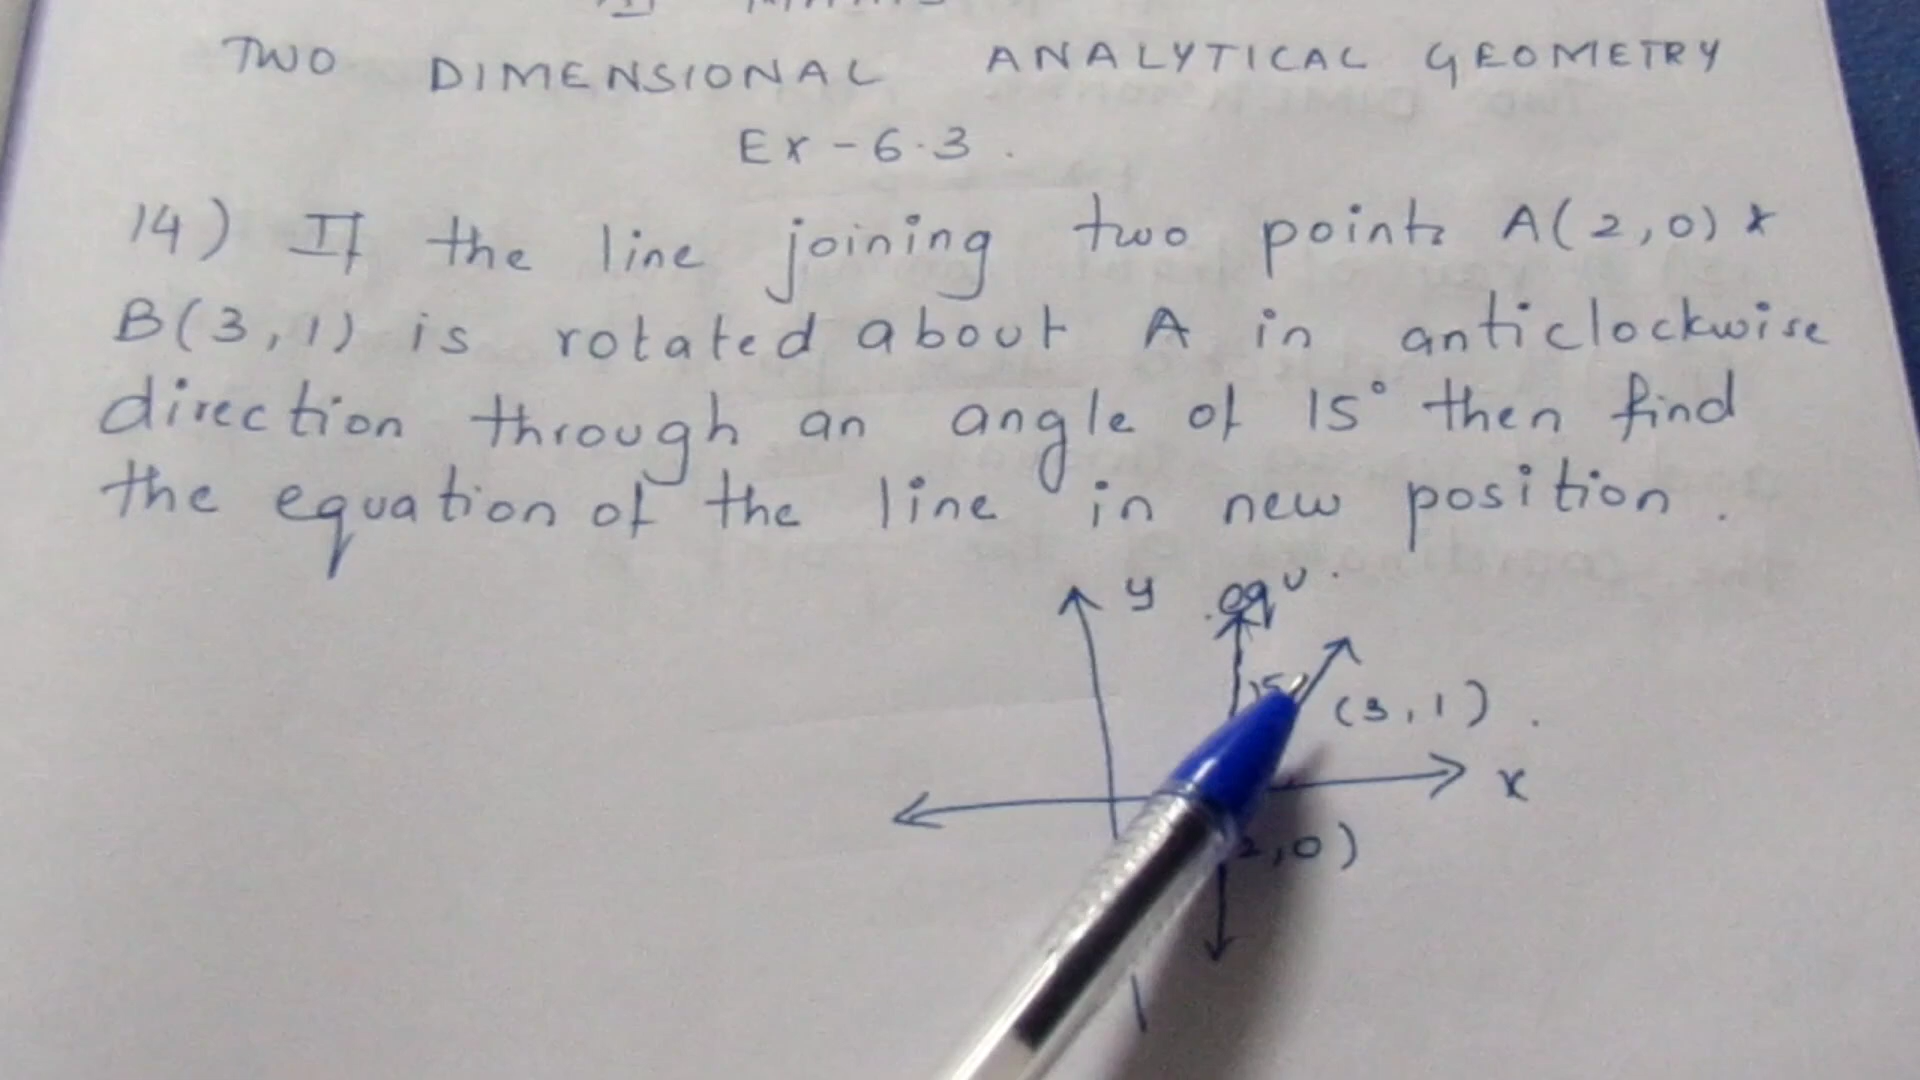 TWO DIMENSIONAL ANALYTICAL GEOMETRY
Ex - 6.3.
14) If the line joining two points A(2,0) &
B(3,1) is rotated about A in anticlockwise
direction through an angle of 15° then find
the equation of the line in new position.
y
(3,1).
x
2,0)